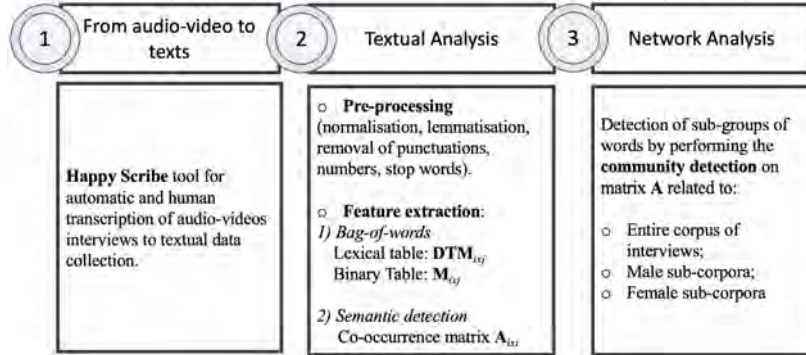 1
From audio-video to
texts
2
Textual Analysis
3
Network Analysis
Happy Scribe tool for
automatic and human
transcription of audio-videos
interviews to textual data
collection.
○ Pre-processing
(normalisation, lemmatisation,
removal of punctuations,
numbers, stop words).
○ Feature extraction:
1) Bag-of-words
Lexical table: DTMixj
Binary Table: Mixj
2) Semantic detection
Co-occurrence matrix Aixi
Detection of sub-groups of
words by performing the
community detection on
matrix A related to:
○ Entire corpus of
interviews;
○ Male sub-corpora;
○ Female sub-corpora